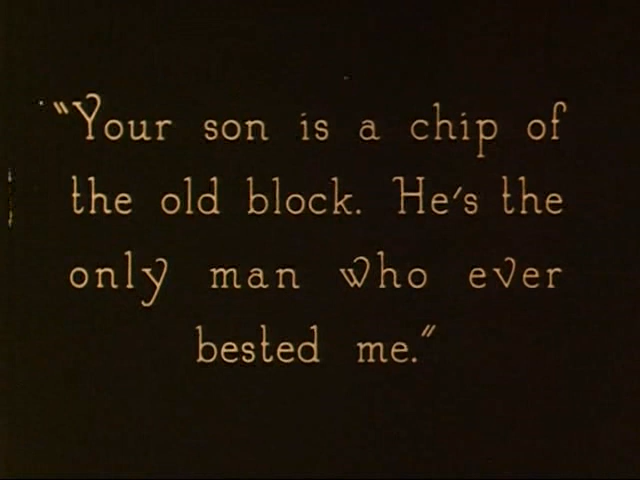 "Your son is a chip of
the old block. He's the
only man who ever
bested me."